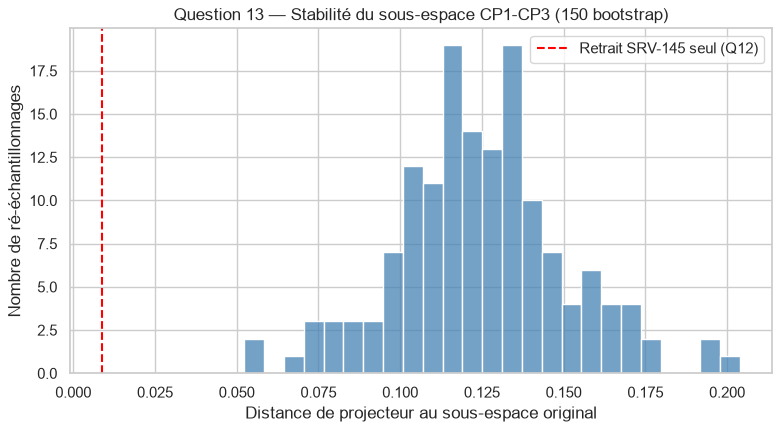 Question 13 — Stabilité du sous-espace CP1-CP3 (150 bootstrap)
Retrait SRV-145 seul (Q12)
Nombre de ré-échantillonnages
17.5
15.0
12.5
10.0
7.5
5.0
2.5
0.0
0.000 0.025 0.050 0.075 0.100 0.125 0.150 0.175 0.200
Distance de projecteur au sous-espace original